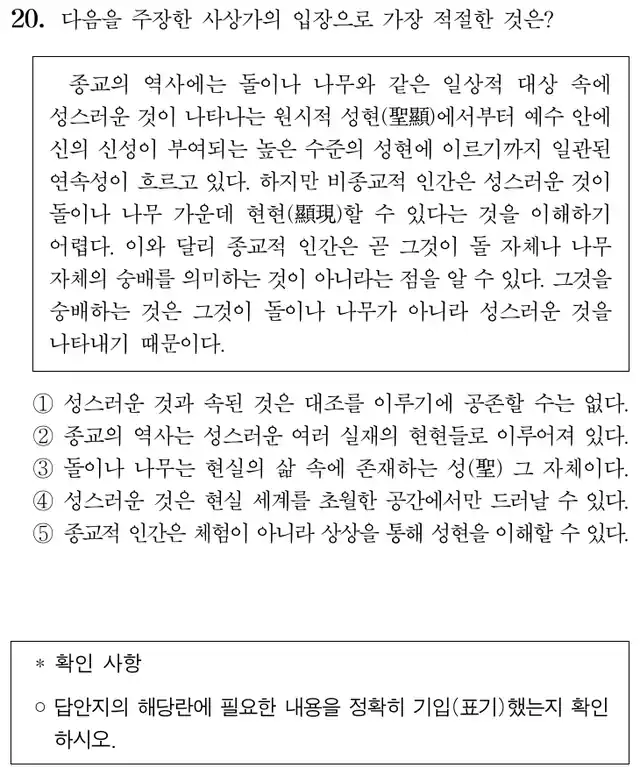 20. 다음을 주장한 사상가의 입장으로 가장 적절한 것은?
종교의 역사에는 돌이나 나무와 같은 일상적 대상 속에
성스러운 것이 나타나는 원시적 성현(聖顯)에서부터 예수 안에
신의 신성이 부여되는 높은 수준의 성현에 이르기까지 일관된
연속성이 흐르고 있다. 하지만 비종교적 인간은 성스러운 것이
돌이나 나무 가운데 현현(顯現)할 수 있다는 것을 이해하기
어렵다. 이와 달리 종교적 인간은 곧 그것이 돌 자체나 나무
자체의 숭배를 의미하는 것이 아니라는 점을 알 수 있다. 그것을
숭배하는 것은 그것이 돌이나 나무가 아니라 성스러운 것을
나타내기 때문이다.
① 성스러운 것과 속된 것은 대조를 이루기에 공존할 수는 없다.
② 종교의 역사는 성스러운 여러 실재의 현현들로 이루어져 있다.
③ 돌이나 나무는 현실의 삶 속에 존재하는 성(聖) 그 자체이다.
④ 성스러운 것은 현실 세계를 초월한 공간에서만 드러날 수 있다.
⑤ 종교적 인간은 체험이 아니라 상상을 통해 성현을 이해할 수 있다.
* 확인 사항
○ 답안지의 해당란에 필요한 내용을 정확히 기입(표기)했는지 확인
하시오.